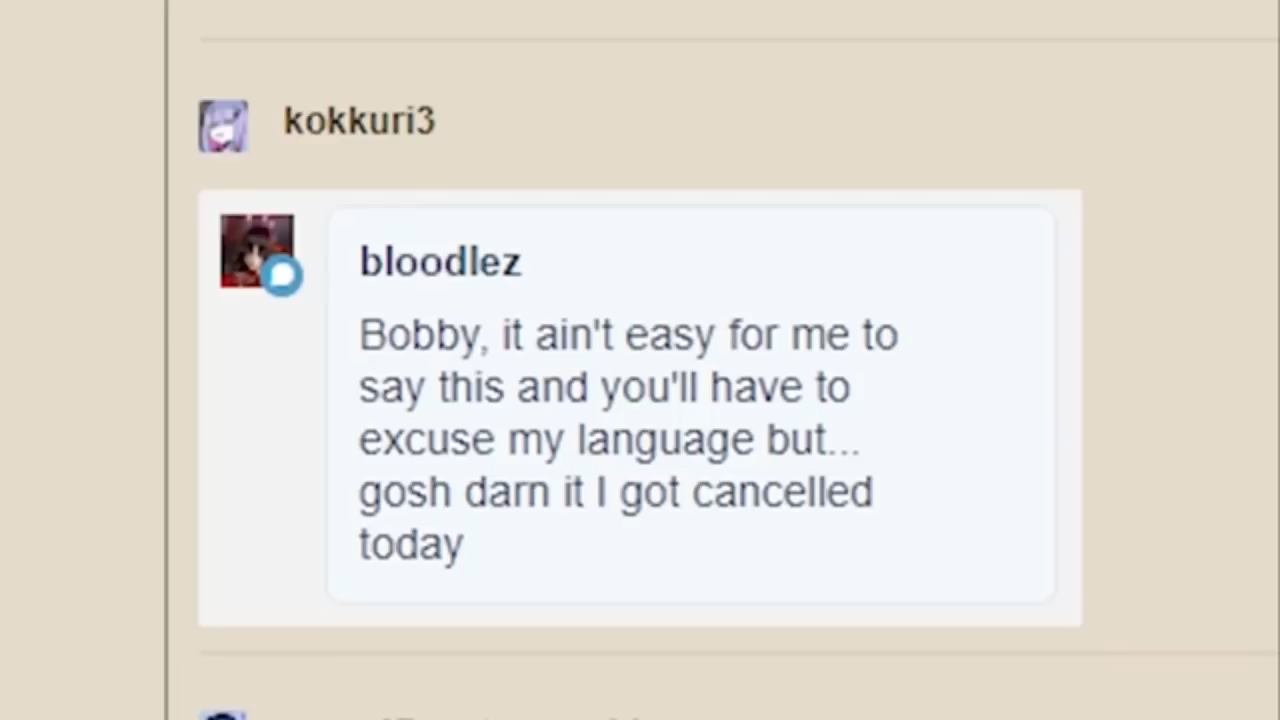 kokkuri3
bloodlez
Bobby, it ain't easy for me to
say this and you'll have to
excuse my language but...
gosh darn it I got cancelled
today